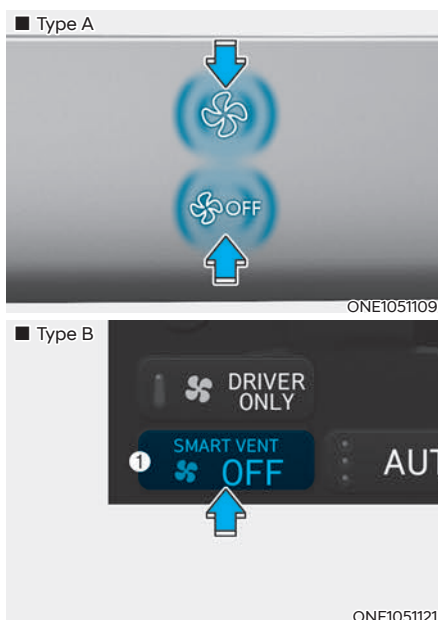 ■ Type A
OFF
ONE1051109
■ Type B
DRIVER
ONLY
SMART VENT
1 OFF
AUT
ONE1051121